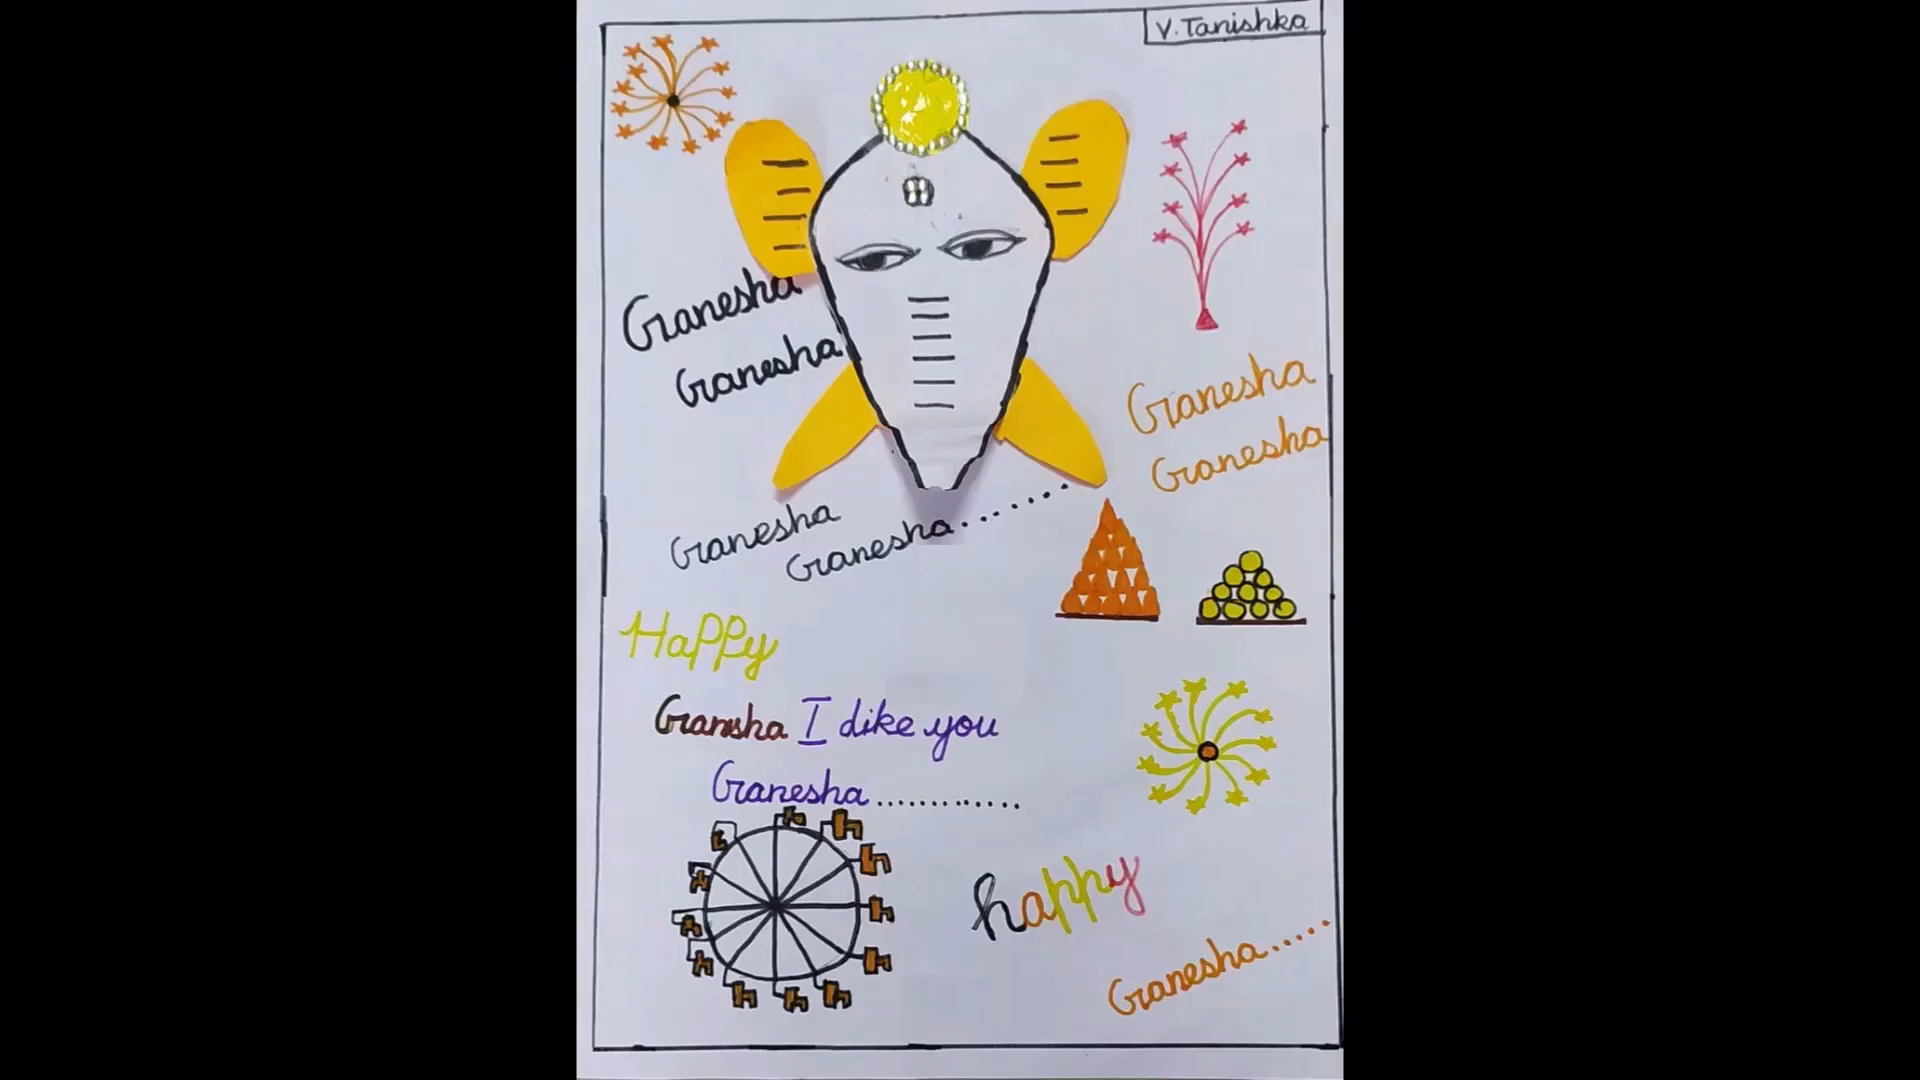 V. Tanishka
Ganesha
Ganesha
Ganesha
Ganesha
Ganesha
Ganesha.......
Happy
Gansha I dike you
Ganesha............
happy
Ganesha.....